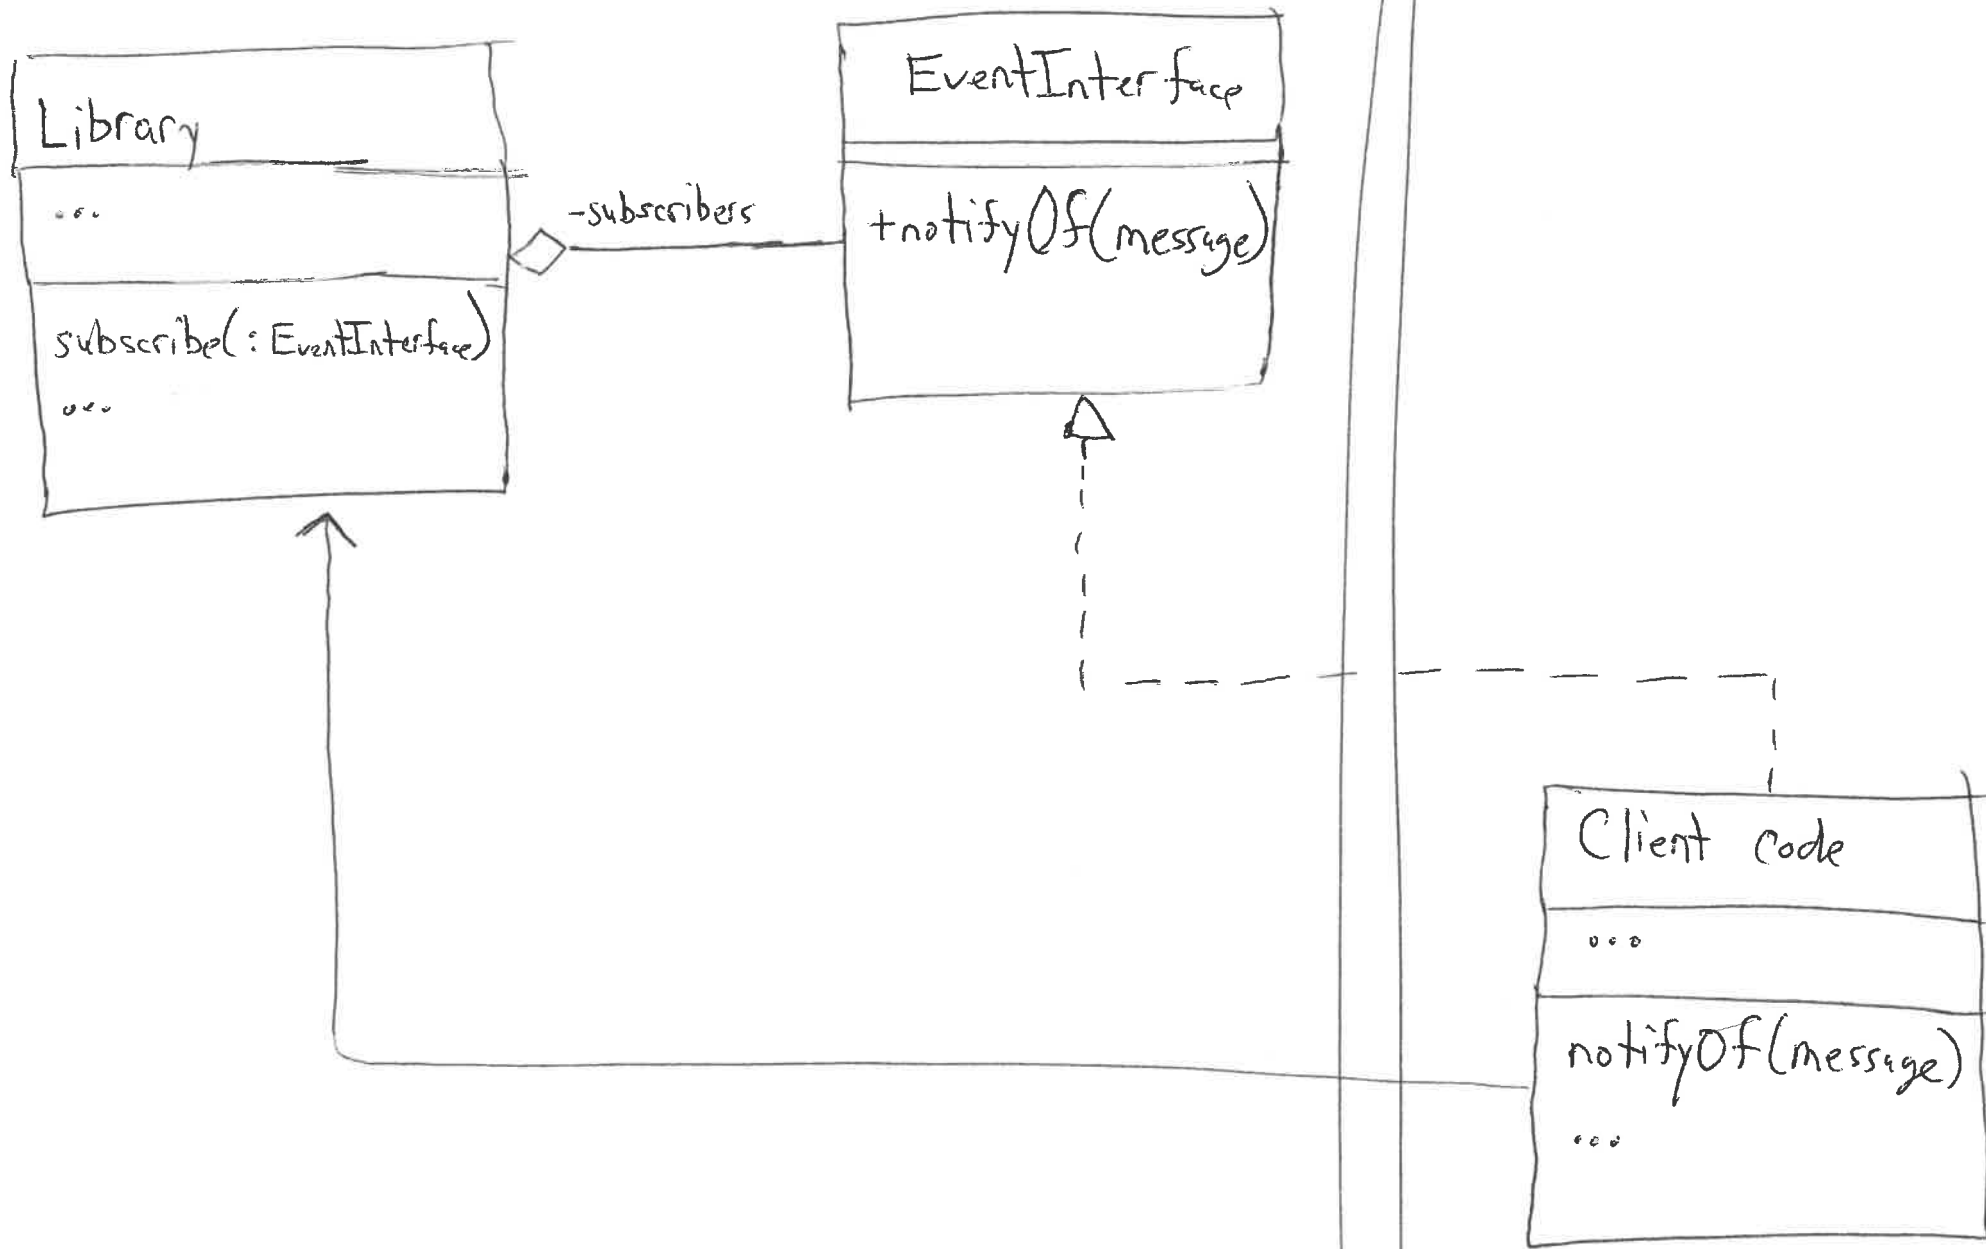 Library
...
subscribe(: EventInterface)
...
-subscribers
EventInterface
+notifyOf(message)
Client code
...
notifyOf(message)
...